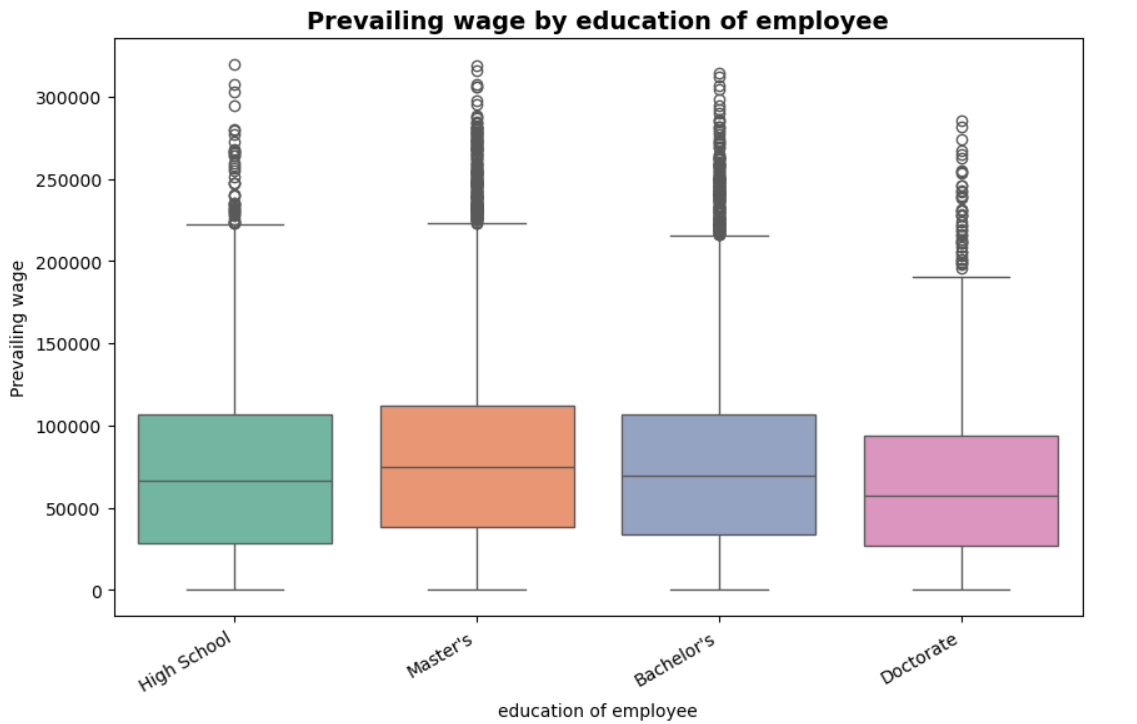 Prevailing wage by education of employee
Prevailing wage
300000
250000
200000
150000
100000
50000
0
High School
Master's
Bachelor's
Doctorate
education of employee